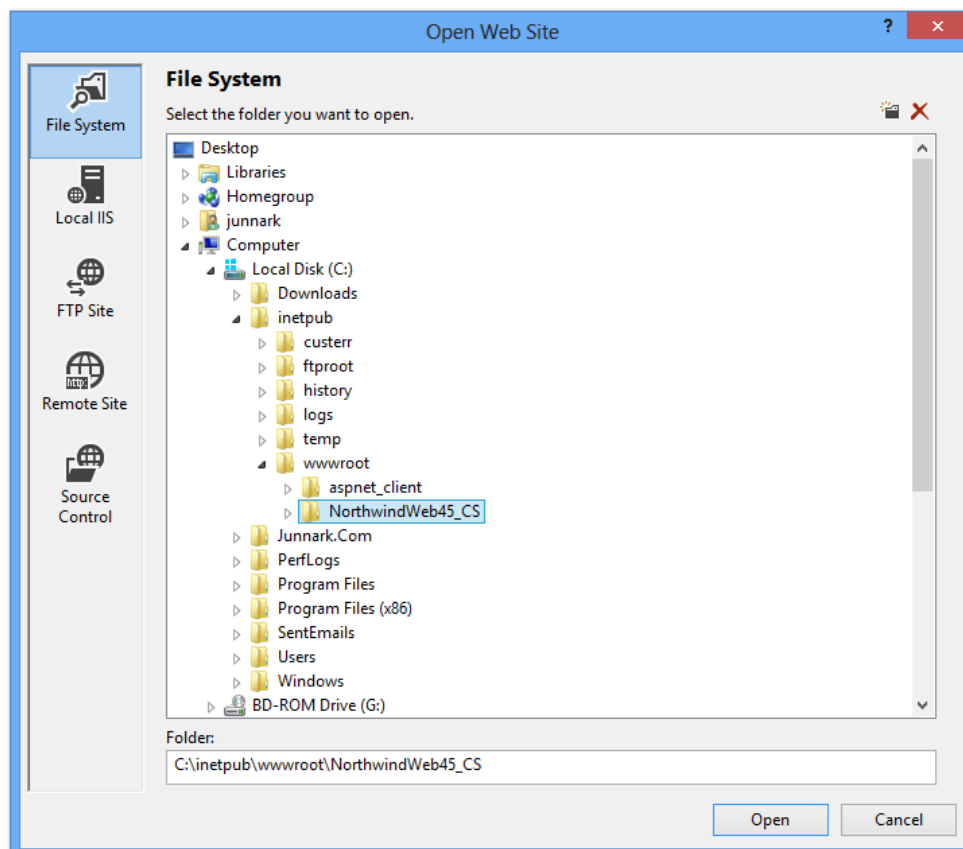 Open Web Site
?
File System
Local IIS
FTP Site
http
Remote Site
Source
Control
File System
Select the folder you want to open.
Desktop
Libraries
Homegroup
junnark
Computer
Local Disk (C:)
Downloads
inetpub
custerr
ftproot
history
logs
temp
wwwroot
aspnet_client
NorthwindWeb45_CS
Junnark.Com
PerfLogs
Program Files
Program Files (x86)
SentEmails
Users
Windows
BD-ROM Drive (G:)
Folder:
C:\inetpub\wwwroot\NorthwindWeb45_CS
Open
Cancel